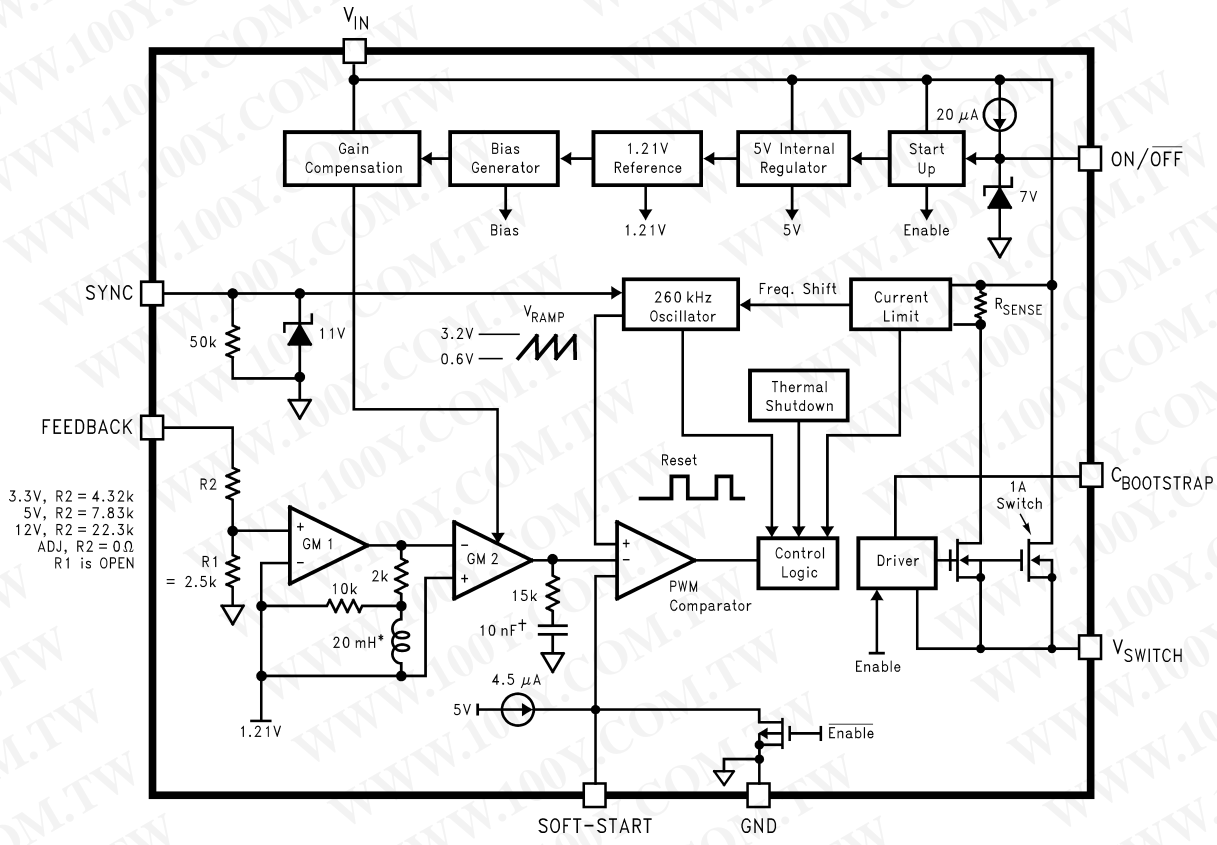 V_IN
20 μA
Gain
Compensation
Bias
Generator
1.21V
Reference
5V Internal
Regulator
Start
Up
ON/OFF
7V
Bias
1.21V
5V
Enable
SYNC
260 kHz
Oscillator
Freq. Shift
Current
Limit
R_SENSE
50k
11V
V_RAMP
3.2V
0.6V
Thermal
Shutdown
FEEDBACK
R2
3.3V, R2 = 4.32k
5V, R2 = 7.83k
12V, R2 = 22.3k
ADJ, R2 = 0Ω
R1 is OPEN
R1
= 2.5k
Reset
1A
Switch
C_BOOTSTRAP
+
GM 1
−
−
GM 2
+
+
−
PWM
Comparator
Control
Logic
Driver
2k
10k
20 mH*
15k
10 nF†
Enable
V_SWITCH
4.5 μA
5V
1.21V
Enable
SOFT-START
GND
WWW.100Y.COM.TW